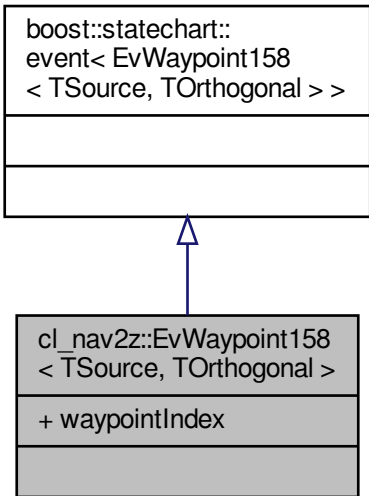 boost::statechart::
event< EvWaypoint158
< TSource, TOrthogonal > >
cl_nav2z::EvWaypoint158
< TSource, TOrthogonal >
+ waypointIndex